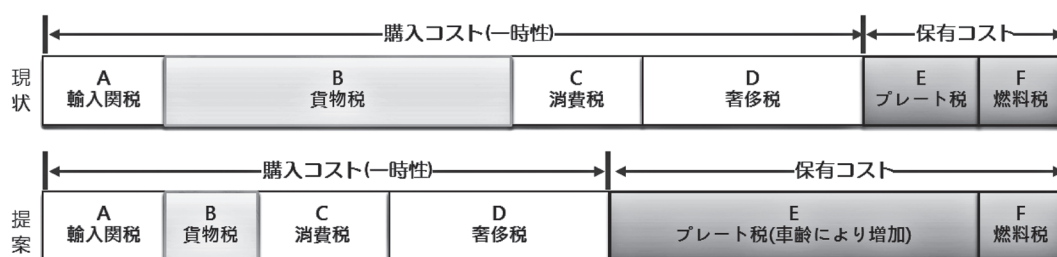 購入コスト(一時性)
保有コスト
現状
A
輸入関税
B
貨物税
C
消費税
D
奢侈税
E
プレート税
F
燃料税
購入コスト(一時性)
保有コスト
提案
A
輸入関税
B
貨物税
C
消費税
D
奢侈税
E
プレート税(車齢により増加)
F
燃料税